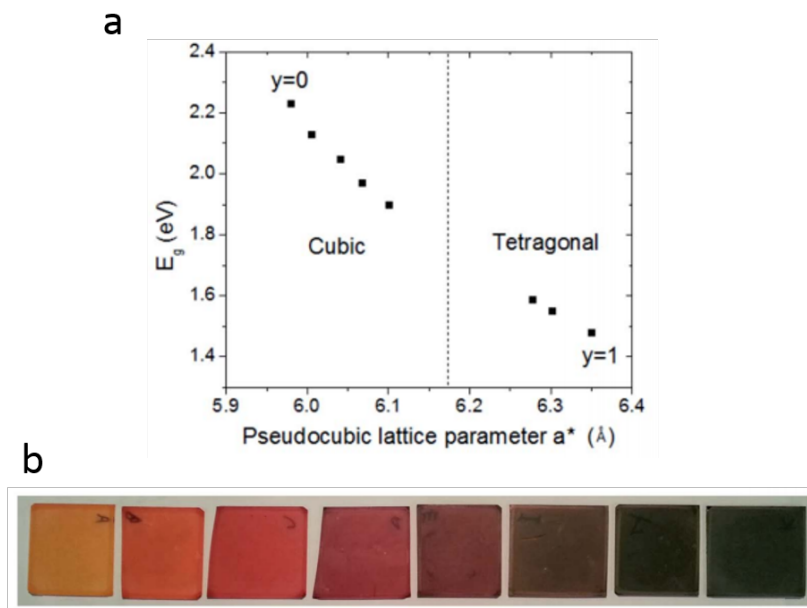 a
2.4
y=0
2.2
2.0
1.8
Cubic
Tetragonal
1.6
1.4
y=1
E_g (eV)
5.9 6.0 6.1 6.2 6.3 6.4
Pseudocubic lattice parameter a* (Å)
b
A
B
C